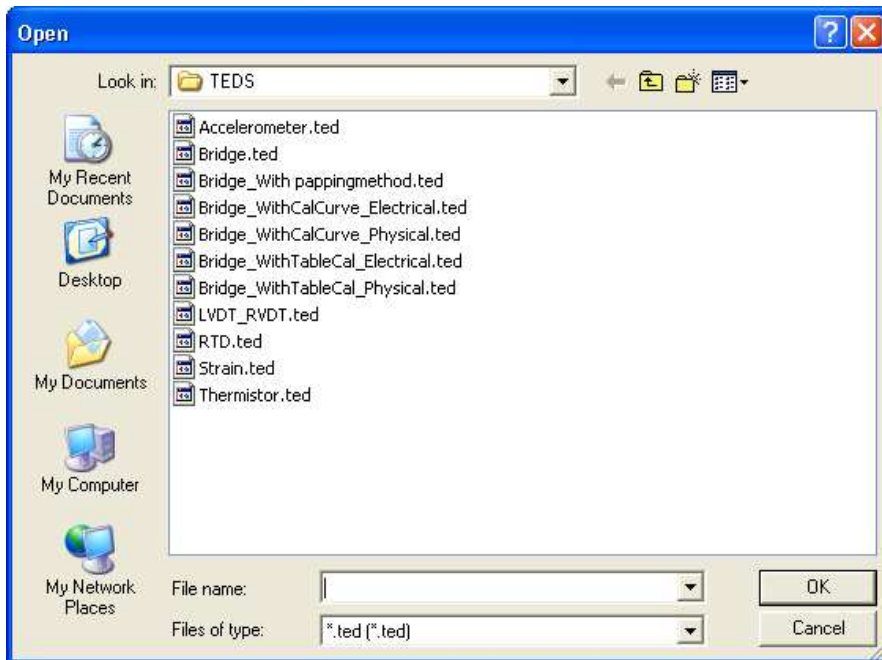 Open
Look in:
TEDS
My Recent
Documents
Desktop
My Documents
My Computer
My Network
Places
Accelerometer.ted
Bridge.ted
Bridge_With pappingmethod.ted
Bridge_WithCalCurve_Electrical.ted
Bridge_WithCalCurve_Physical.ted
Bridge_WithTableCal_Electrical.ted
Bridge_WithTableCal_Physical.ted
LVDT_RVDT.ted
RTD.ted
Strain.ted
Thermistor.ted
File name:
OK
Files of type:
*.ted (*.ted)
Cancel